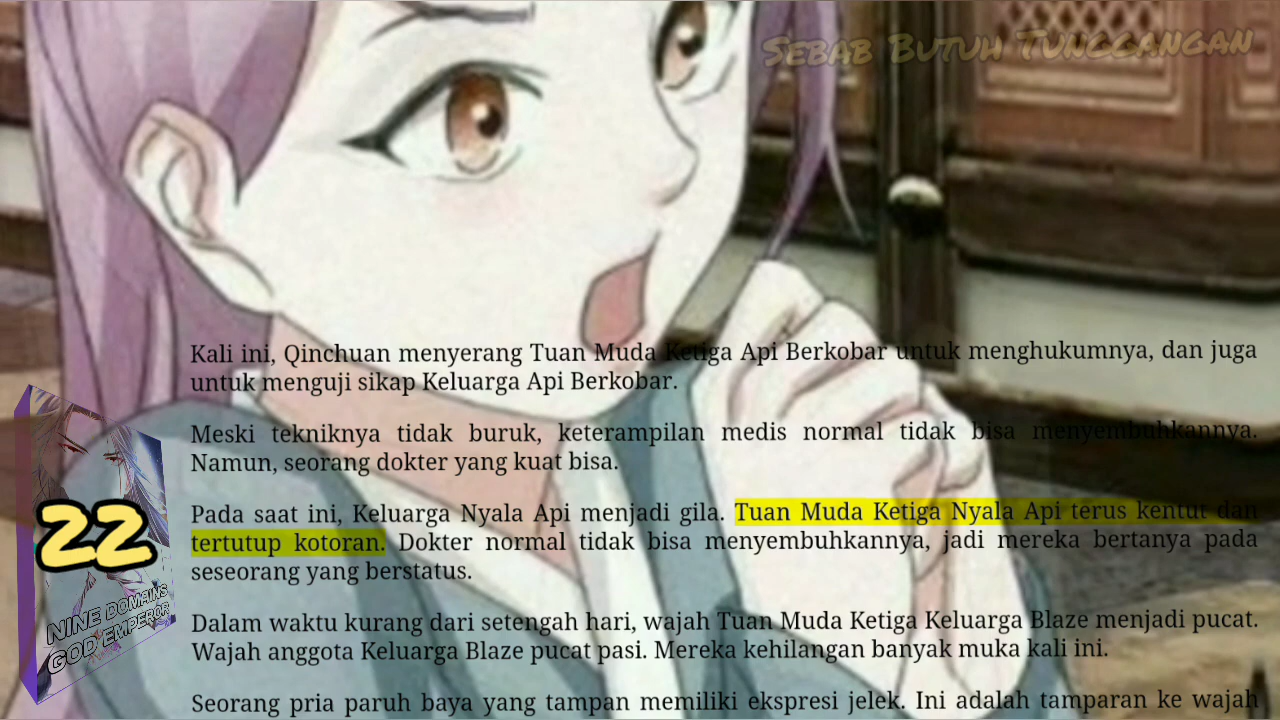 Sebab Butuh Tunggangan
Kali ini, Qinchuan menyerang Tuan Muda Ketiga Api Berkobar untuk menghukumnya, dan juga
untuk menguji sikap Keluarga Api Berkobar.
Meski tekniknya tidak buruk, keterampilan medis normal tidak bisa menyembuhkannya.
Namun, seorang dokter yang kuat bisa.
Pada saat ini, Keluarga Nyala Api menjadi gila. Tuan Muda Ketiga Nyala Api terus kentut dan
tertutup kotoran. Dokter normal tidak bisa menyembuhkannya, jadi mereka bertanya pada
seseorang yang berstatus.
Dalam waktu kurang dari setengah hari, wajah Tuan Muda Ketiga Keluarga Blaze menjadi pucat.
Wajah anggota Keluarga Blaze pucat pasi. Mereka kehilangan banyak muka kali ini.
Seorang pria paruh baya yang tampan memiliki ekspresi jelek. Ini adalah tamparan ke wajah
22
NINE DOMAINS
GOD EMPEROR